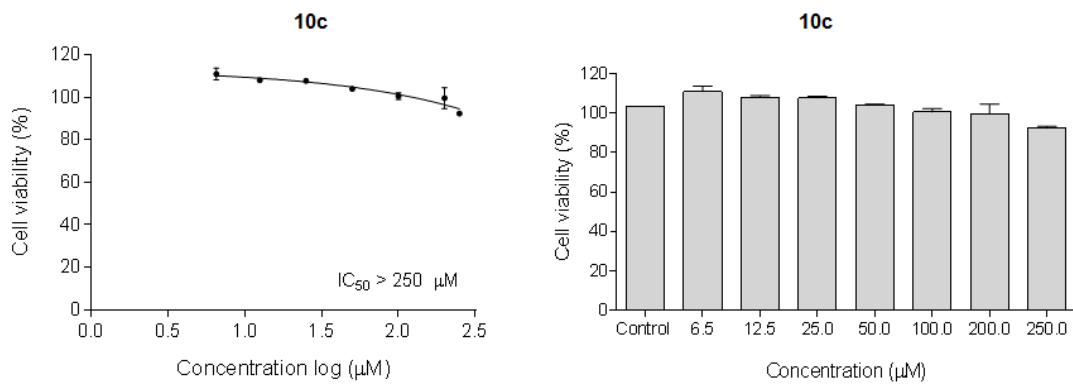 10c
Cell viability (%)
120
100
80
60
40
20
0
0.0 0.5 1.0 1.5 2.0 2.5
IC50 > 250 μM
Concentration log (μM)
10c
Cell viability (%)
120
100
80
60
40
20
0
Control 6.5 12.5 25.0 50.0 100.0 200.0 250.0
Concentration (μM)